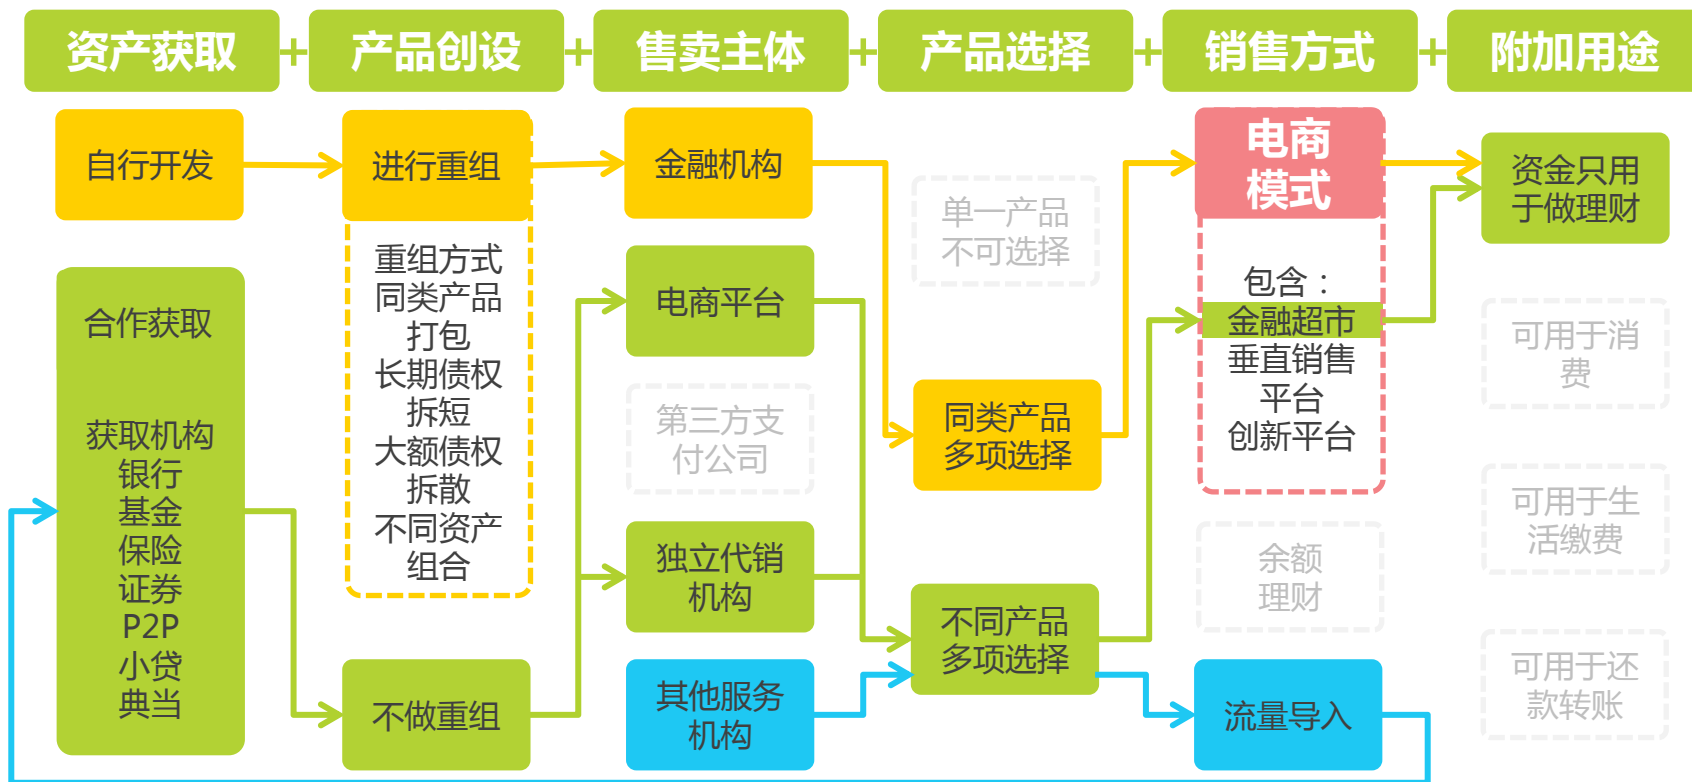 资产获取
+
产品创设
+
售卖主体
+
产品选择
+
销售方式
+
附加用途
自行开发
合作获取
获取机构
银行
基金
保险
证券
P2P
小贷
典当
进行重组
重组方式
同类产品
打包
长期债权
拆短
大额债权
拆散
不同资产
组合
不做重组
金融机构
电商平台
第三方支
付公司
独立代销
机构
其他服务
机构
单一产品
不可选择
同类产品
多项选择
不同产品
多项选择
电商
模式
包含：
金融超市
垂直销售
平台
创新平台
余额
理财
流量导入
资金只用
于做理财
可用于消
费
可用于生
活缴费
可用于还
款转账